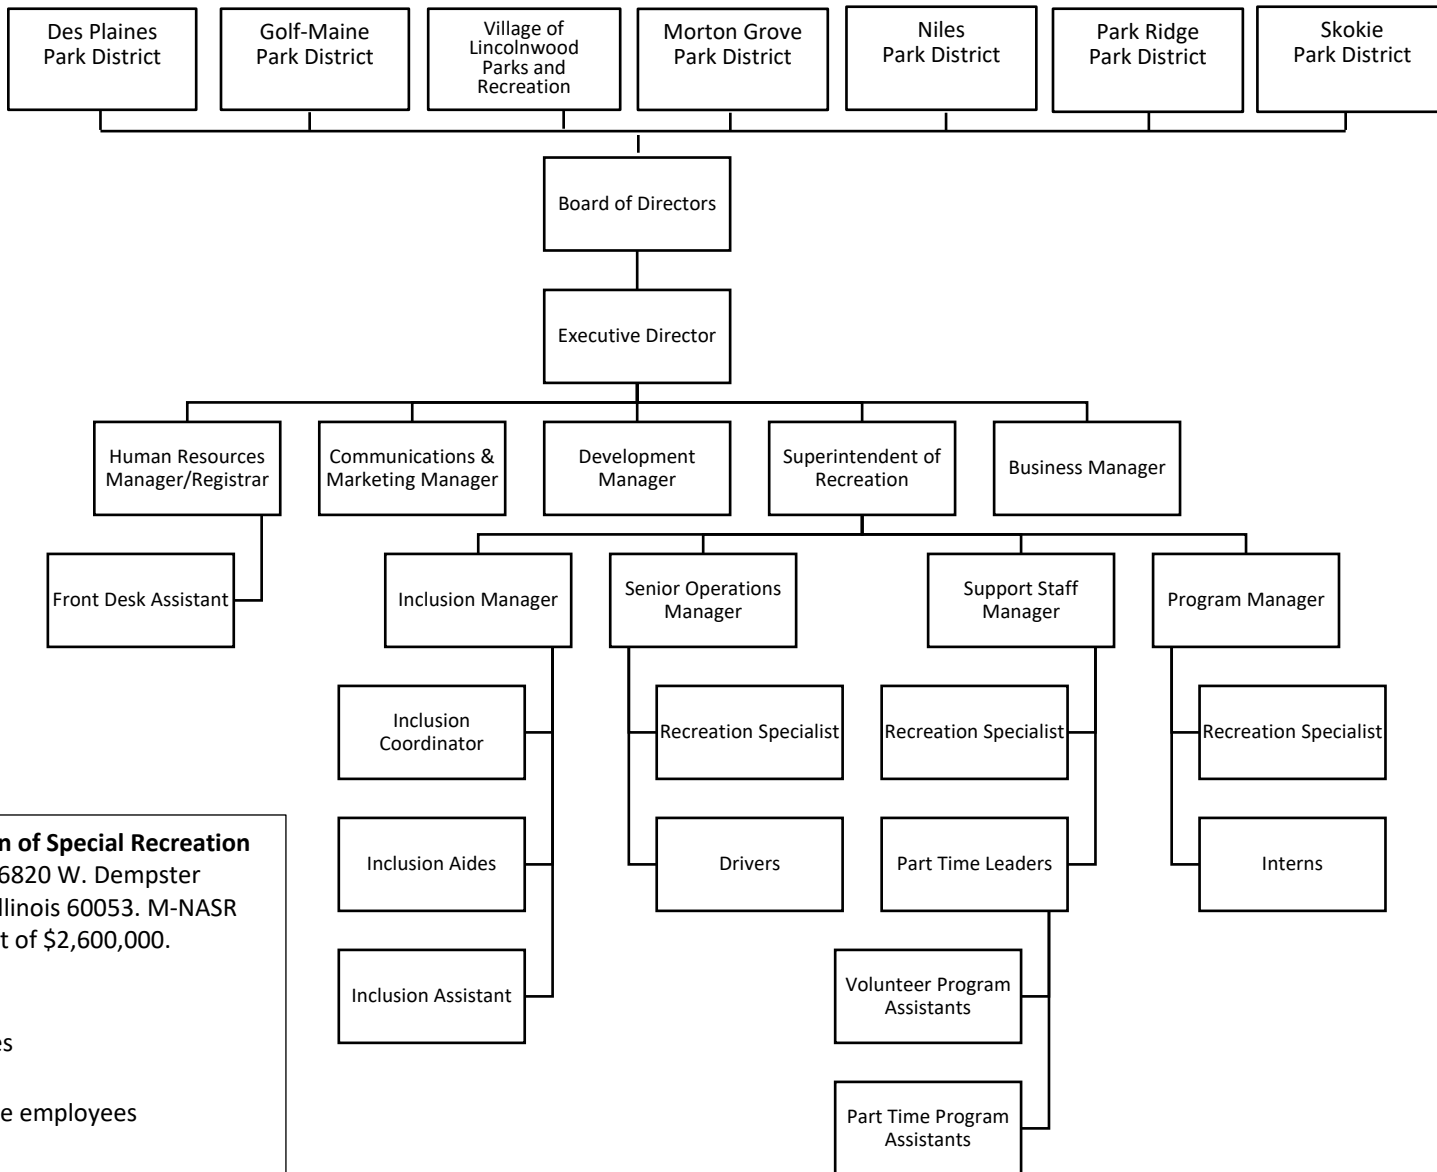 Des Plaines
Park District
Golf-Maine
Park District
Village of
Lincolnwood
Parks and
Recreation
Morton Grove
Park District
Niles
Park District
Park Ridge
Park District
Skokie
Park District
Board of Directors
Executive Director
Human Resources
Manager/Registrar
Communications &
Marketing Manager
Development
Manager
Superintendent of
Recreation
Business Manager
Front Desk Assistant
Inclusion Manager
Senior Operations
Manager
Support Staff
Manager
Program Manager
Inclusion
Coordinator
Recreation Specialist
Recreation Specialist
Recreation Specialist
Inclusion Aides
Drivers
Part Time Leaders
Interns
Inclusion Assistant
Volunteer Program
Assistants
Part Time Program
Assistants
n of Special Recreation
6820 W. Dempster
llinois 60053. M-NASR
t of $2,600,000.
es
e employees